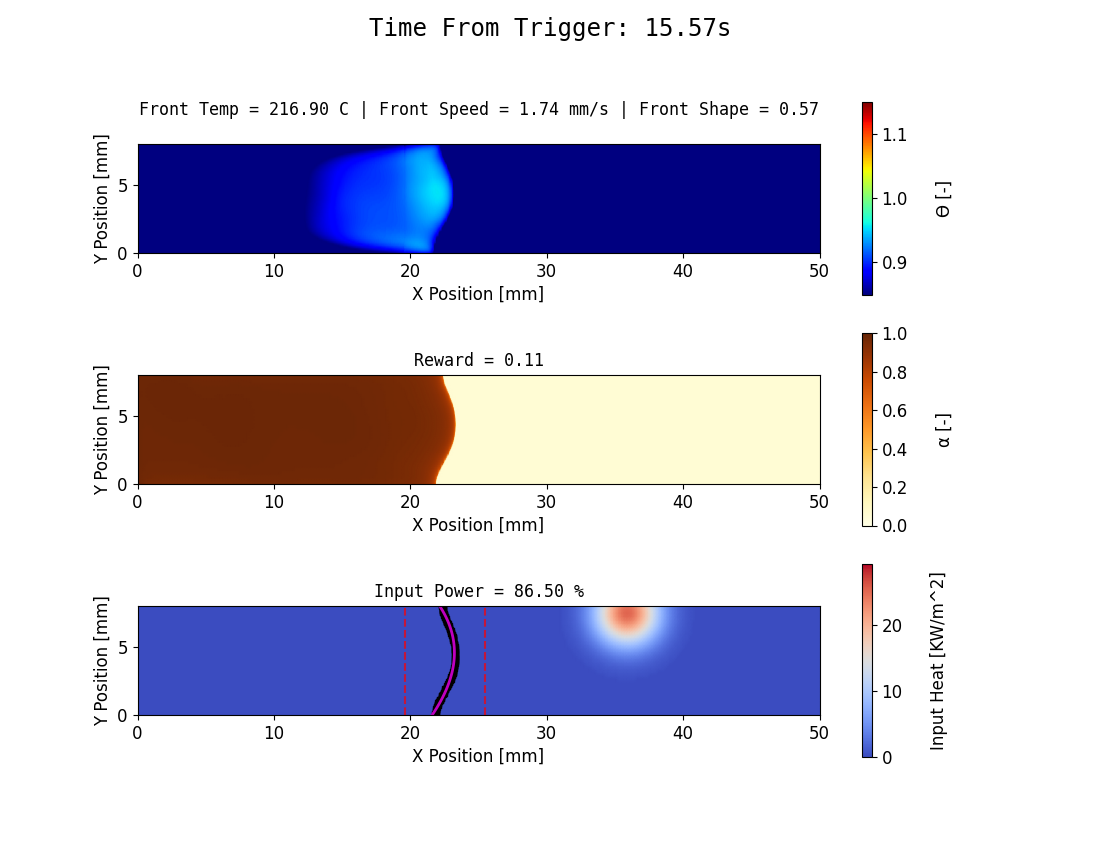 Time From Trigger: 15.57s
Front Temp = 216.90 C | Front Speed = 1.74 mm/s | Front Shape = 0.57
Y Position [mm]
5
0
0 10 20 30 40 50
X Position [mm]
1.1
1.0
0.9
Θ [-]
Reward = 0.11
Y Position [mm]
5
0
0 10 20 30 40 50
X Position [mm]
1.0
0.8
0.6
0.4
0.2
0.0
α [-]
Input Power = 86.50 %
Y Position [mm]
5
0
0 10 20 30 40 50
X Position [mm]
20
10
0
Input Heat [KW/m^2]